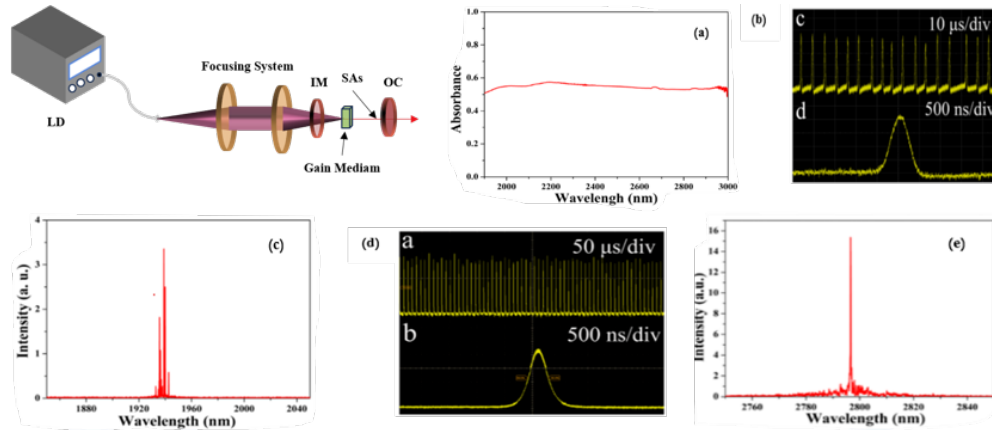 Focusing System
IM
SAs
OC
LD
Gain Mediam
(a)
Absorbance
1.0
0.8
0.6
0.4
0.2
0.0
2000
2200
2400
2600
2800
3000
Wavelengh (nm)
(b)
c
10 μs/div
d
500 ns/div
(c)
Intensity (a. u.)
4
3
2
1
0
1880
1920
1960
2000
2040
Wavelength (nm)
(d)
a
50 μs/div
b
500 ns/div
(e)
Intensity (a.u.)
16
14
12
10
8
6
4
2
0
2760
2800
2840
Wavelength (nm)